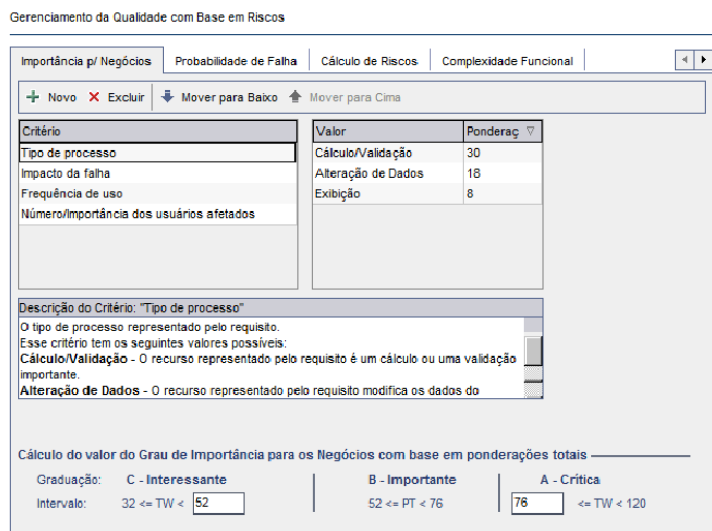 Gerenciamento da Qualidade com Base em Riscos
Importância p/ Negócios Probabilidade de Falha Cálculo de Riscos Complexidade Funcional
Novo Excluir Mover para Baixo Mover para Cima
Critério
Tipo de processo
Impacto da falha
Frequência de uso
Número/Importância dos usuários afetados
Valor Ponderaç
Cálculo/Validação 30
Alteração de Dados 18
Exibição 8
Descrição do Critério: "Tipo de processo"
O tipo de processo representado pelo requisito.
Esse critério tem os seguintes valores possíveis:
Cálculo/Validação - O recurso representado pelo requisito é um cálculo ou uma validação
importante.
Alteração de Dados - O recurso representado pelo requisito modifica os dados do
Cálculo do valor do Grau de Importância para os Negócios com base em ponderações totais
Graduação: C - Interessante B - Importante A - Crítica
Intervalo: 32 <= TW < 52 52 <= PT < 76 76 <= TW < 120